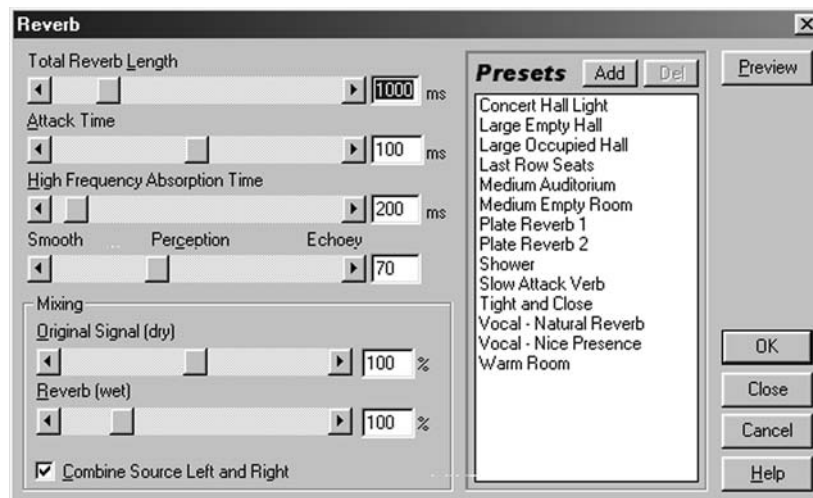 Reverb
Total Reverb Length
1000 ms
Attack Time
100 ms
High Frequency Absorption Time
200 ms
Smooth Perception Echoey
70
Mixing
Original Signal (dry)
100 %
Reverb (wet)
100 %
Combine Source Left and Right
Presets Add Del
Concert Hall Light
Large Empty Hall
Large Occupied Hall
Last Row Seats
Medium Auditorium
Medium Empty Room
Plate Reverb 1
Plate Reverb 2
Shower
Slow Attack Verb
Tight and Close
Vocal - Natural Reverb
Vocal - Nice Presence
Warm Room
Preview
OK
Close
Cancel
Help